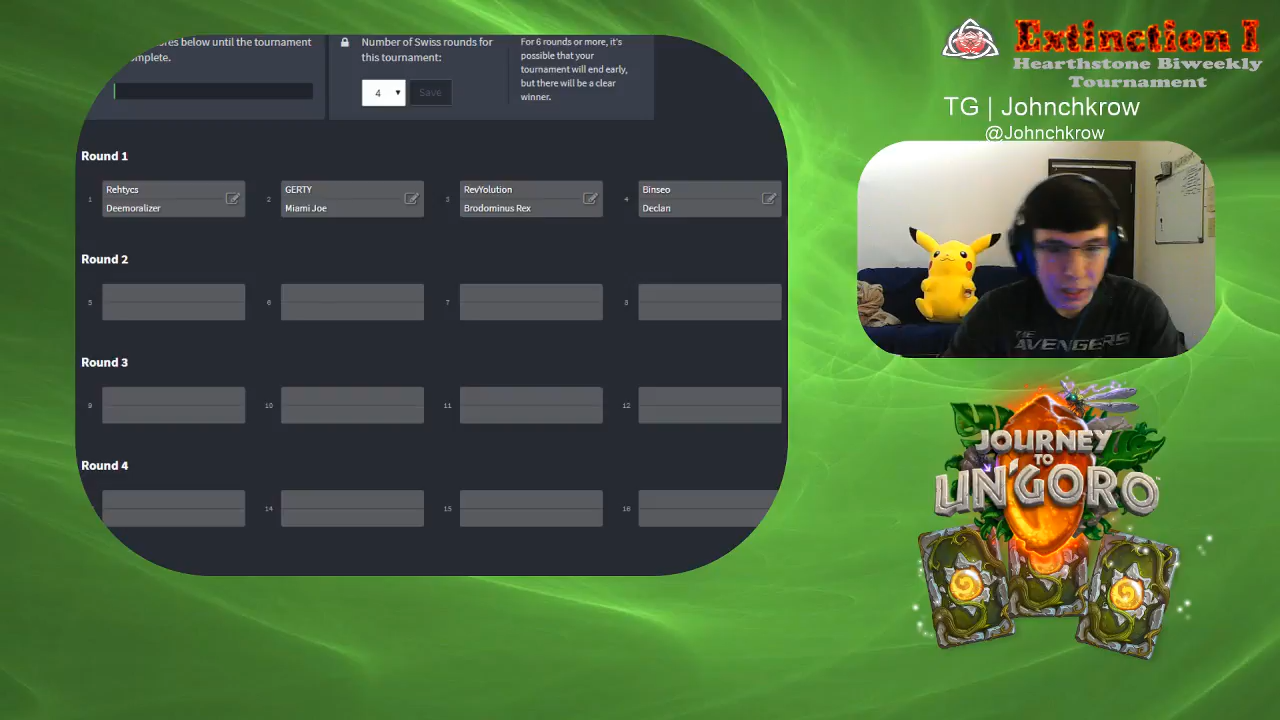 res below until the tournament
mplete.
Number of Swiss rounds for
this tournament:
4
Save
For 6 rounds or more, it's
possible that your
tournament will end early,
but there will be a clear
winner.
Round 1
1
Rehtycs
Deemoralizer
2
GERTY
Miami Joe
3
RevYolution
Brodominus Rex
4
Binseo
Declan
Round 2
5
6
7
8
Round 3
9
10
11
12
Round 4
14
15
16
Extinction I
Hearthstone Biweekly
Tournament
TG | Johnchkrow
@Johnchkrow
THE
AVENGERS
JOURNEY
TO
UN'GORO